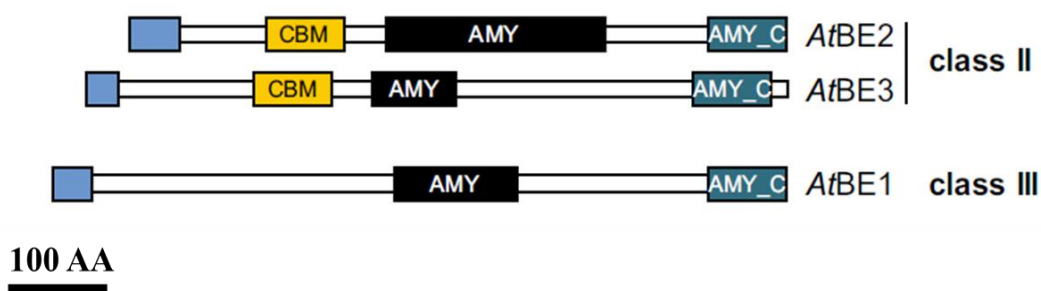 CBM AMY AMY_C AtBE2
class II
CBM AMY AMY_C AtBE3
AMY AMY_C AtBE1 class III
100 AA